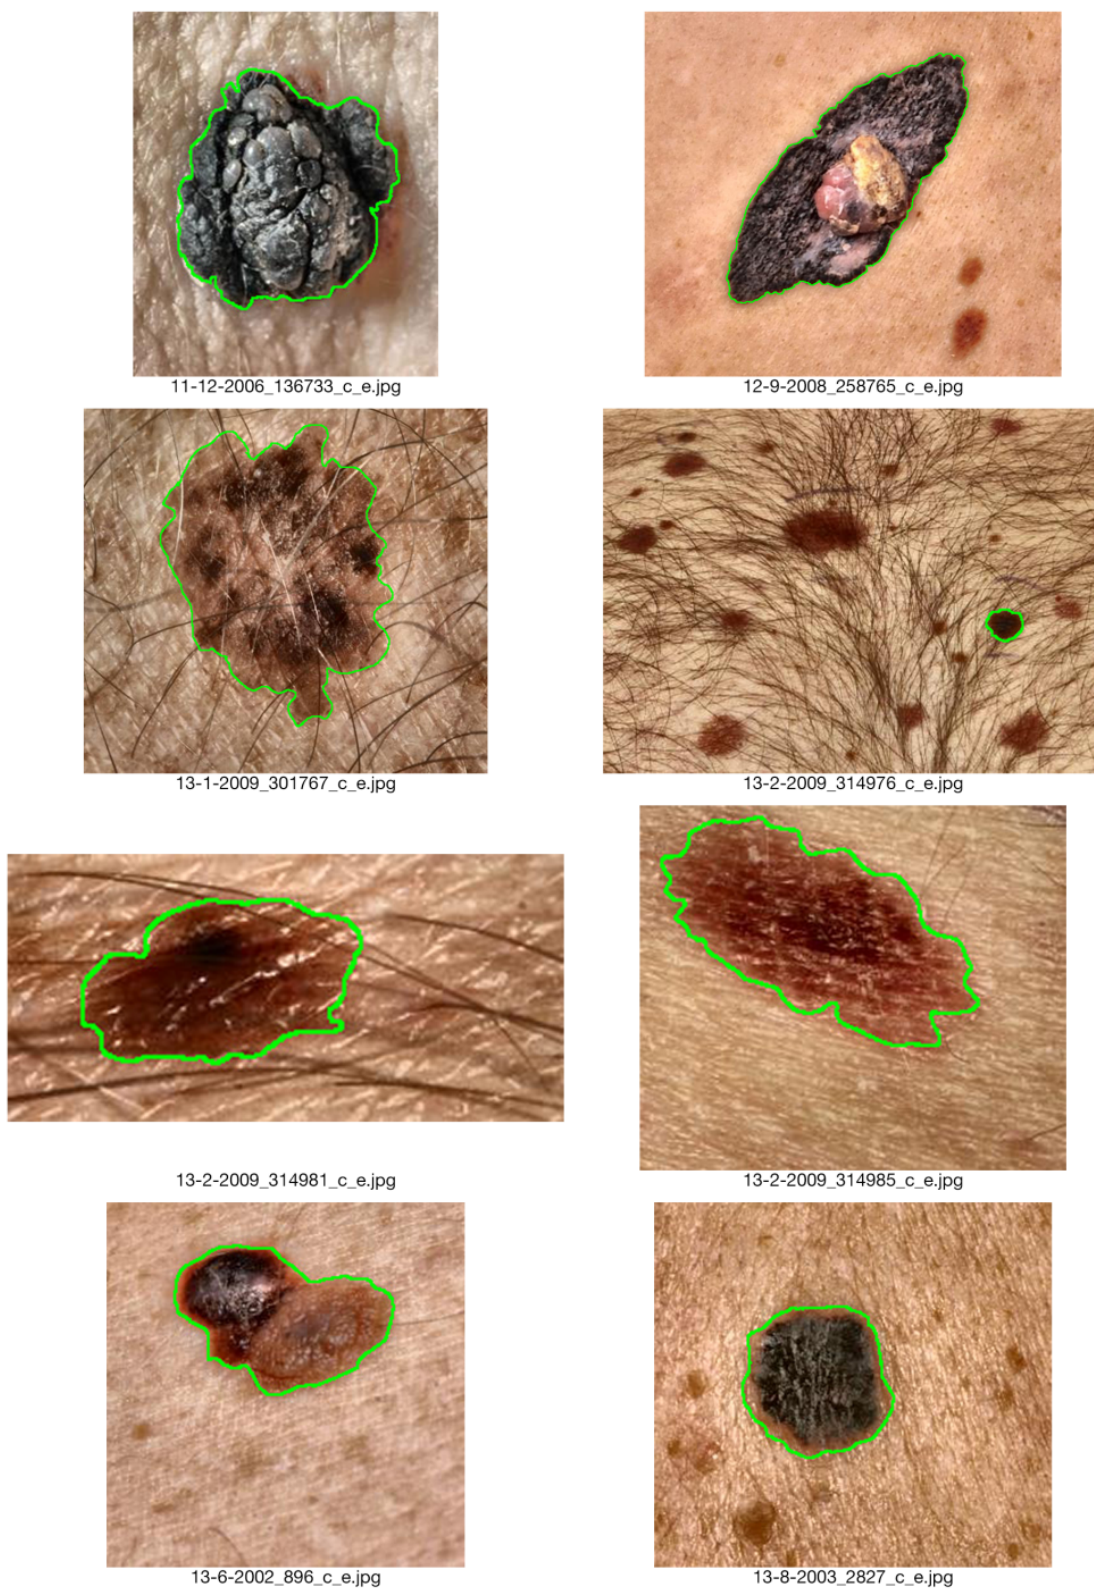 11-12-2006_136733_c_e.jpg
12-9-2008_258765_c_e.jpg
13-1-2009_301767_c_e.jpg
13-2-2009_314976_c_e.jpg
13-2-2009_314981_c_e.jpg
13-2-2009_314985_c_e.jpg
13-6-2002_896_c_e.jpg
13-8-2003_2827_c_e.jpg